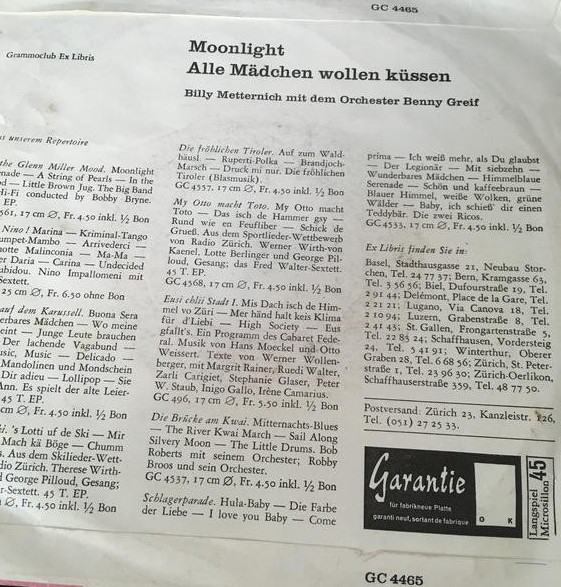 GC 4465
Grammoclub Ex Libris
Moonlight
Alle Mädchen wollen küssen
Billy Metternich mit dem Orchester Benny Greif
unserem Repertoire
the Glenn Miller Mood. Moonlight
nade — A String of Pearls — In the
— Little Brown Jug. The Big Band
Hi-Fi conducted by Bobby Bryne.
EP.
561, 17 cm Ø, Fr. 4.50 inkl. ½ Bon
Nino! Marina — Kriminal-Tango
umpet-Mambo — Arrivederci —
notte Malinconia — Ma-Ma —
er Daria — Carina — Undecided
abidou. Nino Impallomeni mit
Sextett.
25 cm Ø, Fr. 6.50 ohne Bon
auf dem Karussell. Buona Sera
erbares Mädchen — Wo meine
eint — Junge Leute brauchen
Der lachende Vagabund —
usic, Music — Delicado —
Mandolinen und Mondschein
Dir adieu — Lollipop — Sie
Ann. Es spielt der alte Leier-
45 T. EP.
cm Ø, Fr. 4.50 inkl. ½ Bon
's Lotti uf de Ski — Mir
Mach kä Böge — Chumm
s. Aus dem Skilieder-Wett-
dio Zürich. Therese Wirth-
d George Pilloud, Gesang;
r-Sextett. 45 T. EP.
Ø, Fr. 4.50 inkl. ½ Bon
Die fröhlichen Tiroler. Auf zum Wald-
häusl — Ruperti-Polka — Brandjoch-
Marsch — Druck mi nur. Die fröhlichen
Tiroler (Blasmusik).
GC 4557, 17 cm Ø, Fr. 4.50 inkl. ½ Bon
My Otto macht Toto. My Otto macht
Toto — Das isch de Hammer gsy —
Rund wie en Feufliber — Schick de
Grueß. Aus dem Sportlieder-Wettbewerb
von Radio Zürich. Werner Wirth-von
Kaenel, Lotte Berlinger und George Pil-
loud, Gesang; das Fred Walter-Sextett.
45 T. EP.
GC 4568, 17 cm Ø, Fr. 4.50 inkl. ½ Bon
Eusi chlii Stadt I. Mis Dach isch de Him-
mel vo Züri — Mer händ halt keis Klima
für d'Liebi — High Society — Eus
gfallt's. Ein Programm des Cabaret Fede-
ral. Musik von Hans Moeckel und Otto
Weissert. Texte von Werner Wollen-
berger, mit Margrit Rainer, Ruedi Walter,
Zarli Carigiet, Stephanie Glaser, Peter
W. Staub, Inigo Gallo, Irène Camarius.
GC 496, 17 cm Ø, Fr. 5.50 inkl. ½ Bon
Die Brücke am Kwai. Mitternachts-Blues
— The River Kwai March — Sail Along
Silvery Moon — The Little Drums. Bob
Roberts mit seinem Orchester; Robby
Broos und sein Orchester.
GC 4537, 17 cm Ø, Fr. 4.50 inkl. ½ Bon
Schlagerparade. Hula-Baby — Die Farbe
der Liebe — I love you Baby — Come
prima — Ich weiß mehr, als Du glaubst
— Der Legionär — Mit siebzehn —
Wunderbares Mädchen — Himmelblaue
Serenade — Schön und kaffeebraun —
Blauer Himmel, weiße Wolken, grüne
Wälder — Baby, ich schieß' dir einen
Teddybär. Die zwei Ricos.
GC 4533, 17 cm Ø, Fr. 4.50 inkl. ½ Bon
Ex Libris finden Sie in:
Basel, Stadthausgasse 21, Neubau Stor-
chen, Tel. 24 77 37; Bern, Kramgasse 63,
Tel. 3 56 56; Biel, Dufourstraße 19, Tel.
2 91 44; Delémont, Place de la Gare, Tel.
2 21 21; Lugano, Via Canova 18, Tel.
2 10 94; Luzern, Grabenstraße 8, Tel.
2 41 43; St. Gallen, Frongartenstraße 5,
Tel. 22 85 24; Schaffhausen, Vordersteig
Tel. 5 41 91; Winterthur, Oberer
Graben 28, Tel. 6 68 56; Zürich, St. Peter-
straße 1, Tel. 23 96 30; Zürich-Oerlikon,
Schaffhauserstraße 359, Tel. 48 77 50.
Postversand: Zürich 23, Kanzleistr. 126,
Tel. (051) 27 25 33.
Garantie
für fabrikneue Platte
garanti neuf, sortant de fabrique
O K
Langspiel
Microsillon 45
GC 4465